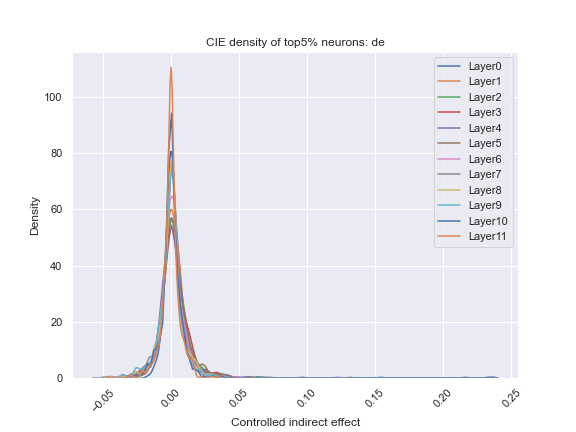 CIE density of top5% neurons: de
Density
100
80
60
40
20
0
-0.05
0.00
0.05
0.10
0.15
0.20
0.25
Controlled indirect effect
Layer0
Layer1
Layer2
Layer3
Layer4
Layer5
Layer6
Layer7
Layer8
Layer9
Layer10
Layer11